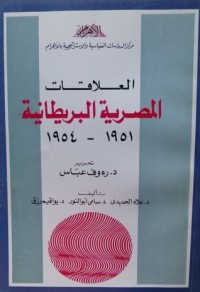 الأهرام
مركز الدراسات السياسية والاستراتيجية بالأهرام
العلاقات
المصرية البريطانية
١٩٥١ - ١٩٥٤
تحرير
د. رءوف عباس
تأليف
د. علاء الحديدى د. سامى أبو النور د. يواقيم رزق